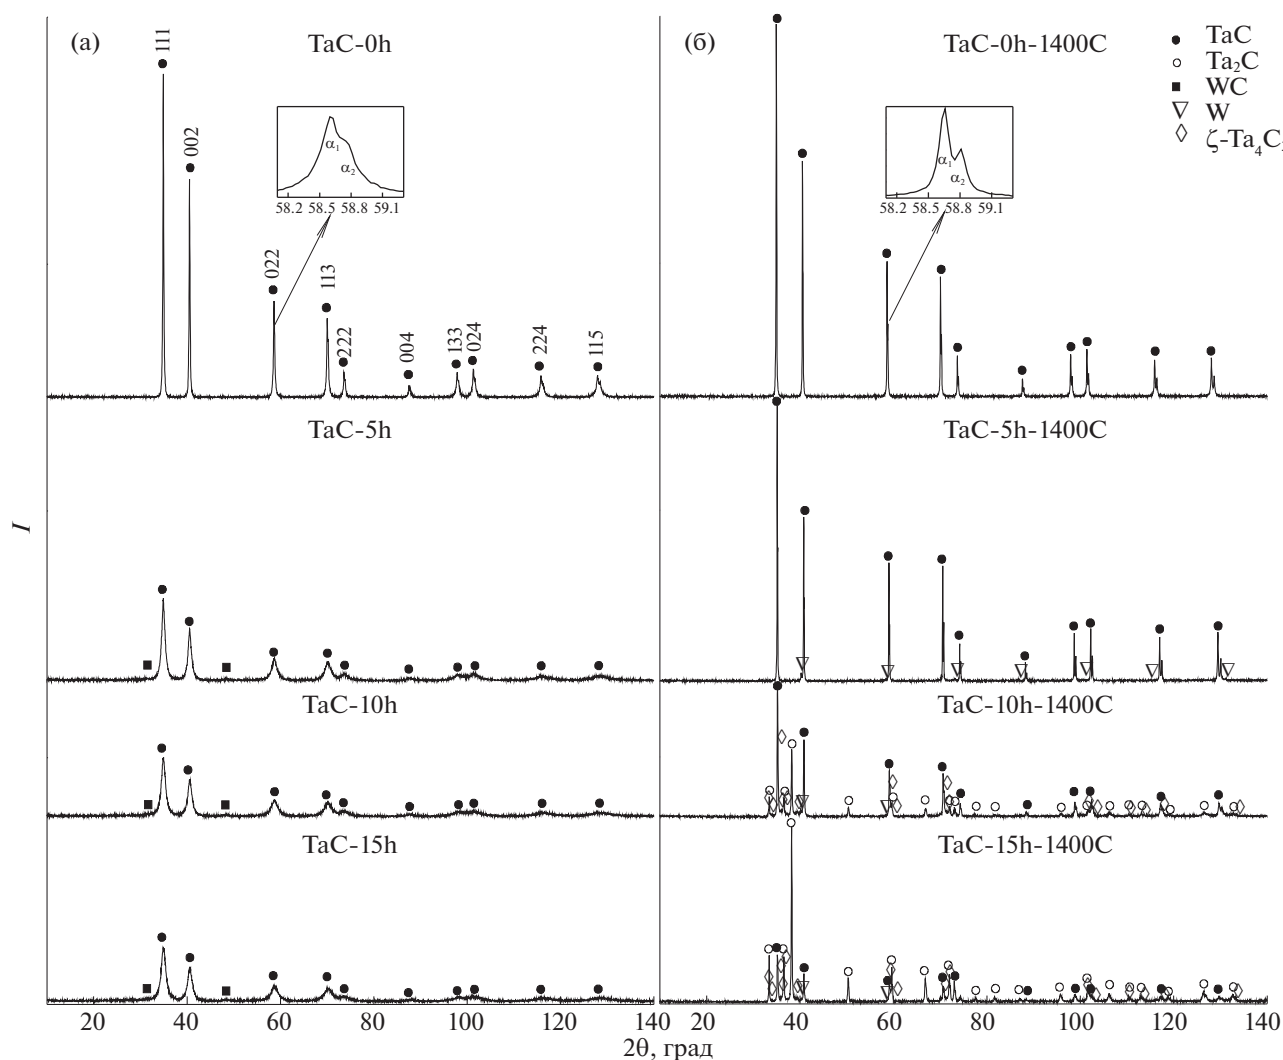 (а)
TaC-0h
111
002
022
113
222
004
133
024
224
115
α₁
α₂
58.2 58.5 58.8 59.1
TaC-5h
TaC-10h
TaC-15h
I
20 40 60 80 100 120 140
(б)
TaC-0h-1400C
α₁
α₂
58.2 58.5 58.8 59.1
TaC
Ta₂C
WC
W
TaC-5h-1400C
TaC-10h-1400C
TaC-15h-1400C
20 40 60 80 100 120 140
2θ, град